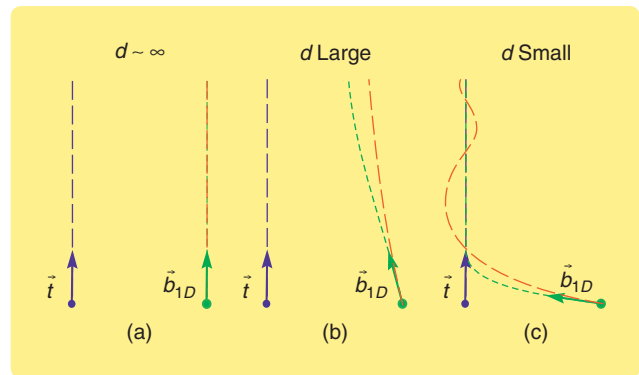 d ~ ∞ d Large d Small
t⃗ b⃗1D t⃗ b⃗1D t⃗ b⃗1D
(a) (b) (c)